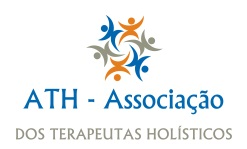 ATH - Associação
DOS TERAPEUTAS HOLÍSTICOS